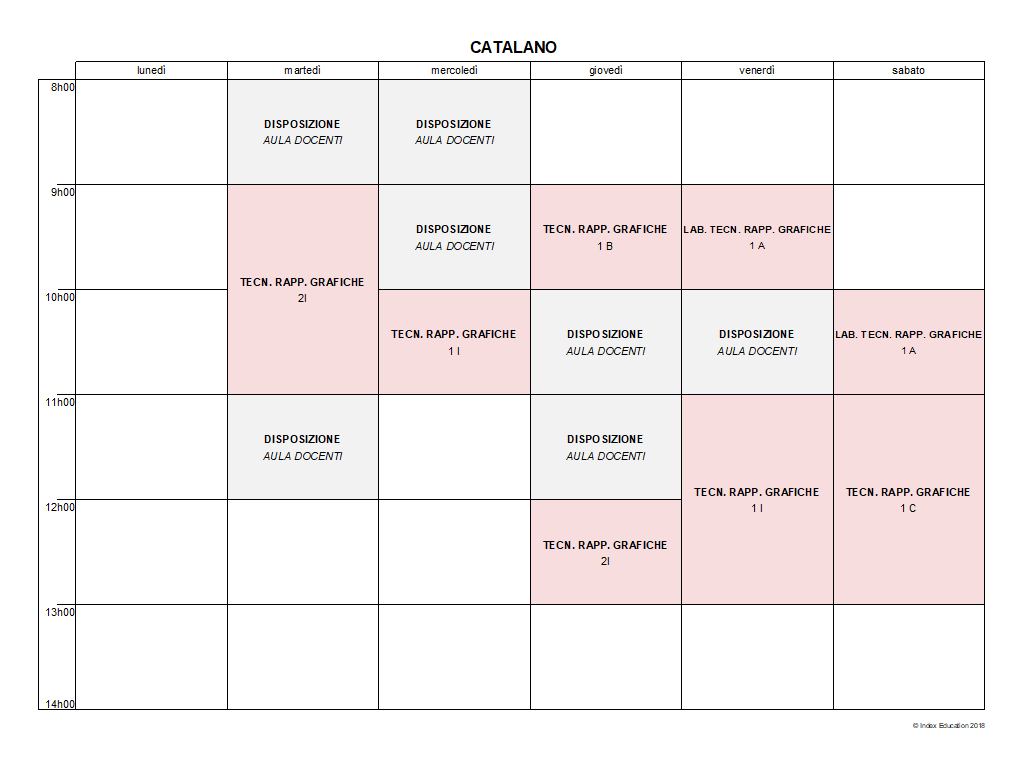 CATALANO
lunedì
martedì
mercoledì
giovedì
venerdì
sabato
8h00
DISPOSIZIONE
AULA DOCENTI
DISPOSIZIONE
AULA DOCENTI
9h00
TECN. RAPP. GRAFICHE
2I
DISPOSIZIONE
AULA DOCENTI
TECN. RAPP. GRAFICHE
1 B
LAB. TECN. RAPP. GRAFICHE
1 A
10h00
TECN. RAPP. GRAFICHE
1 I
DISPOSIZIONE
AULA DOCENTI
DISPOSIZIONE
AULA DOCENTI
LAB. TECN. RAPP. GRAFICHE
1 A
11h00
DISPOSIZIONE
AULA DOCENTI
DISPOSIZIONE
AULA DOCENTI
TECN. RAPP. GRAFICHE
1 I
TECN. RAPP. GRAFICHE
1 C
12h00
TECN. RAPP. GRAFICHE
2I
13h00
14h00
© Index Education 2018